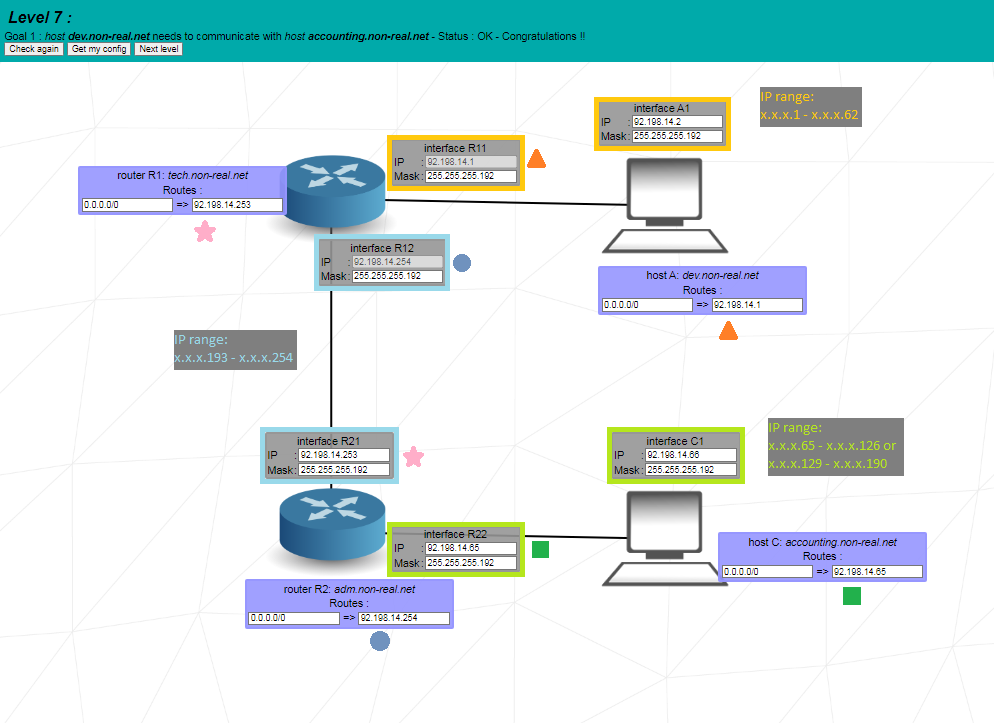 Level 7 :
Goal 1 : host dev.non-real.net needs to communicate with host accounting.non-real.net - Status : OK - Congratulations !!
Check again Get my config Next level
IP range:
x.x.x.1 - x.x.x.62
interface A1
IP : 92.198.14.2
Mask: 255.255.255.192
interface R11
IP : 92.198.14.1
Mask: 255.255.255.192
router R1: tech.non-real.net
Routes :
0.0.0.0/0 => 92.198.14.253
interface R12
IP : 92.198.14.254
Mask: 255.255.255.192
host A: dev.non-real.net
Routes :
0.0.0.0/0 => 92.198.14.1
IP range:
x.x.x.193 - x.x.x.254
interface R21
IP : 92.198.14.253
Mask: 255.255.255.192
interface C1
IP : 92.198.14.66
Mask: 255.255.255.192
IP range:
x.x.x.65 - x.x.x.126 or
x.x.x.129 - x.x.x.190
interface R22
IP : 92.198.14.65
Mask: 255.255.255.192
host C: accounting.non-real.net
Routes :
0.0.0.0/0 => 92.198.14.65
router R2: adm.non-real.net
Routes :
0.0.0.0/0 => 92.198.14.254